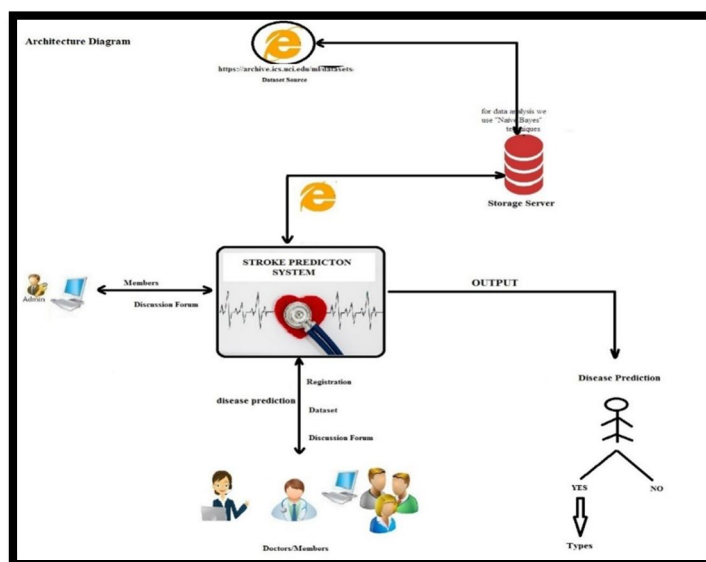 Architecture Diagram
https://archive.ics.uci.edu/ml/datasets.
Dataset Source
for data analysis we
use "Naive Bayes"
techniques
Storage Server
STROKE PREDICTON
SYSTEM
Admin
Members
Discussion Forum
OUTPUT
Registration
disease prediction
Dataset
Discussion Forum
Disease Prediction
YES
NO
Types
Doctors/Members